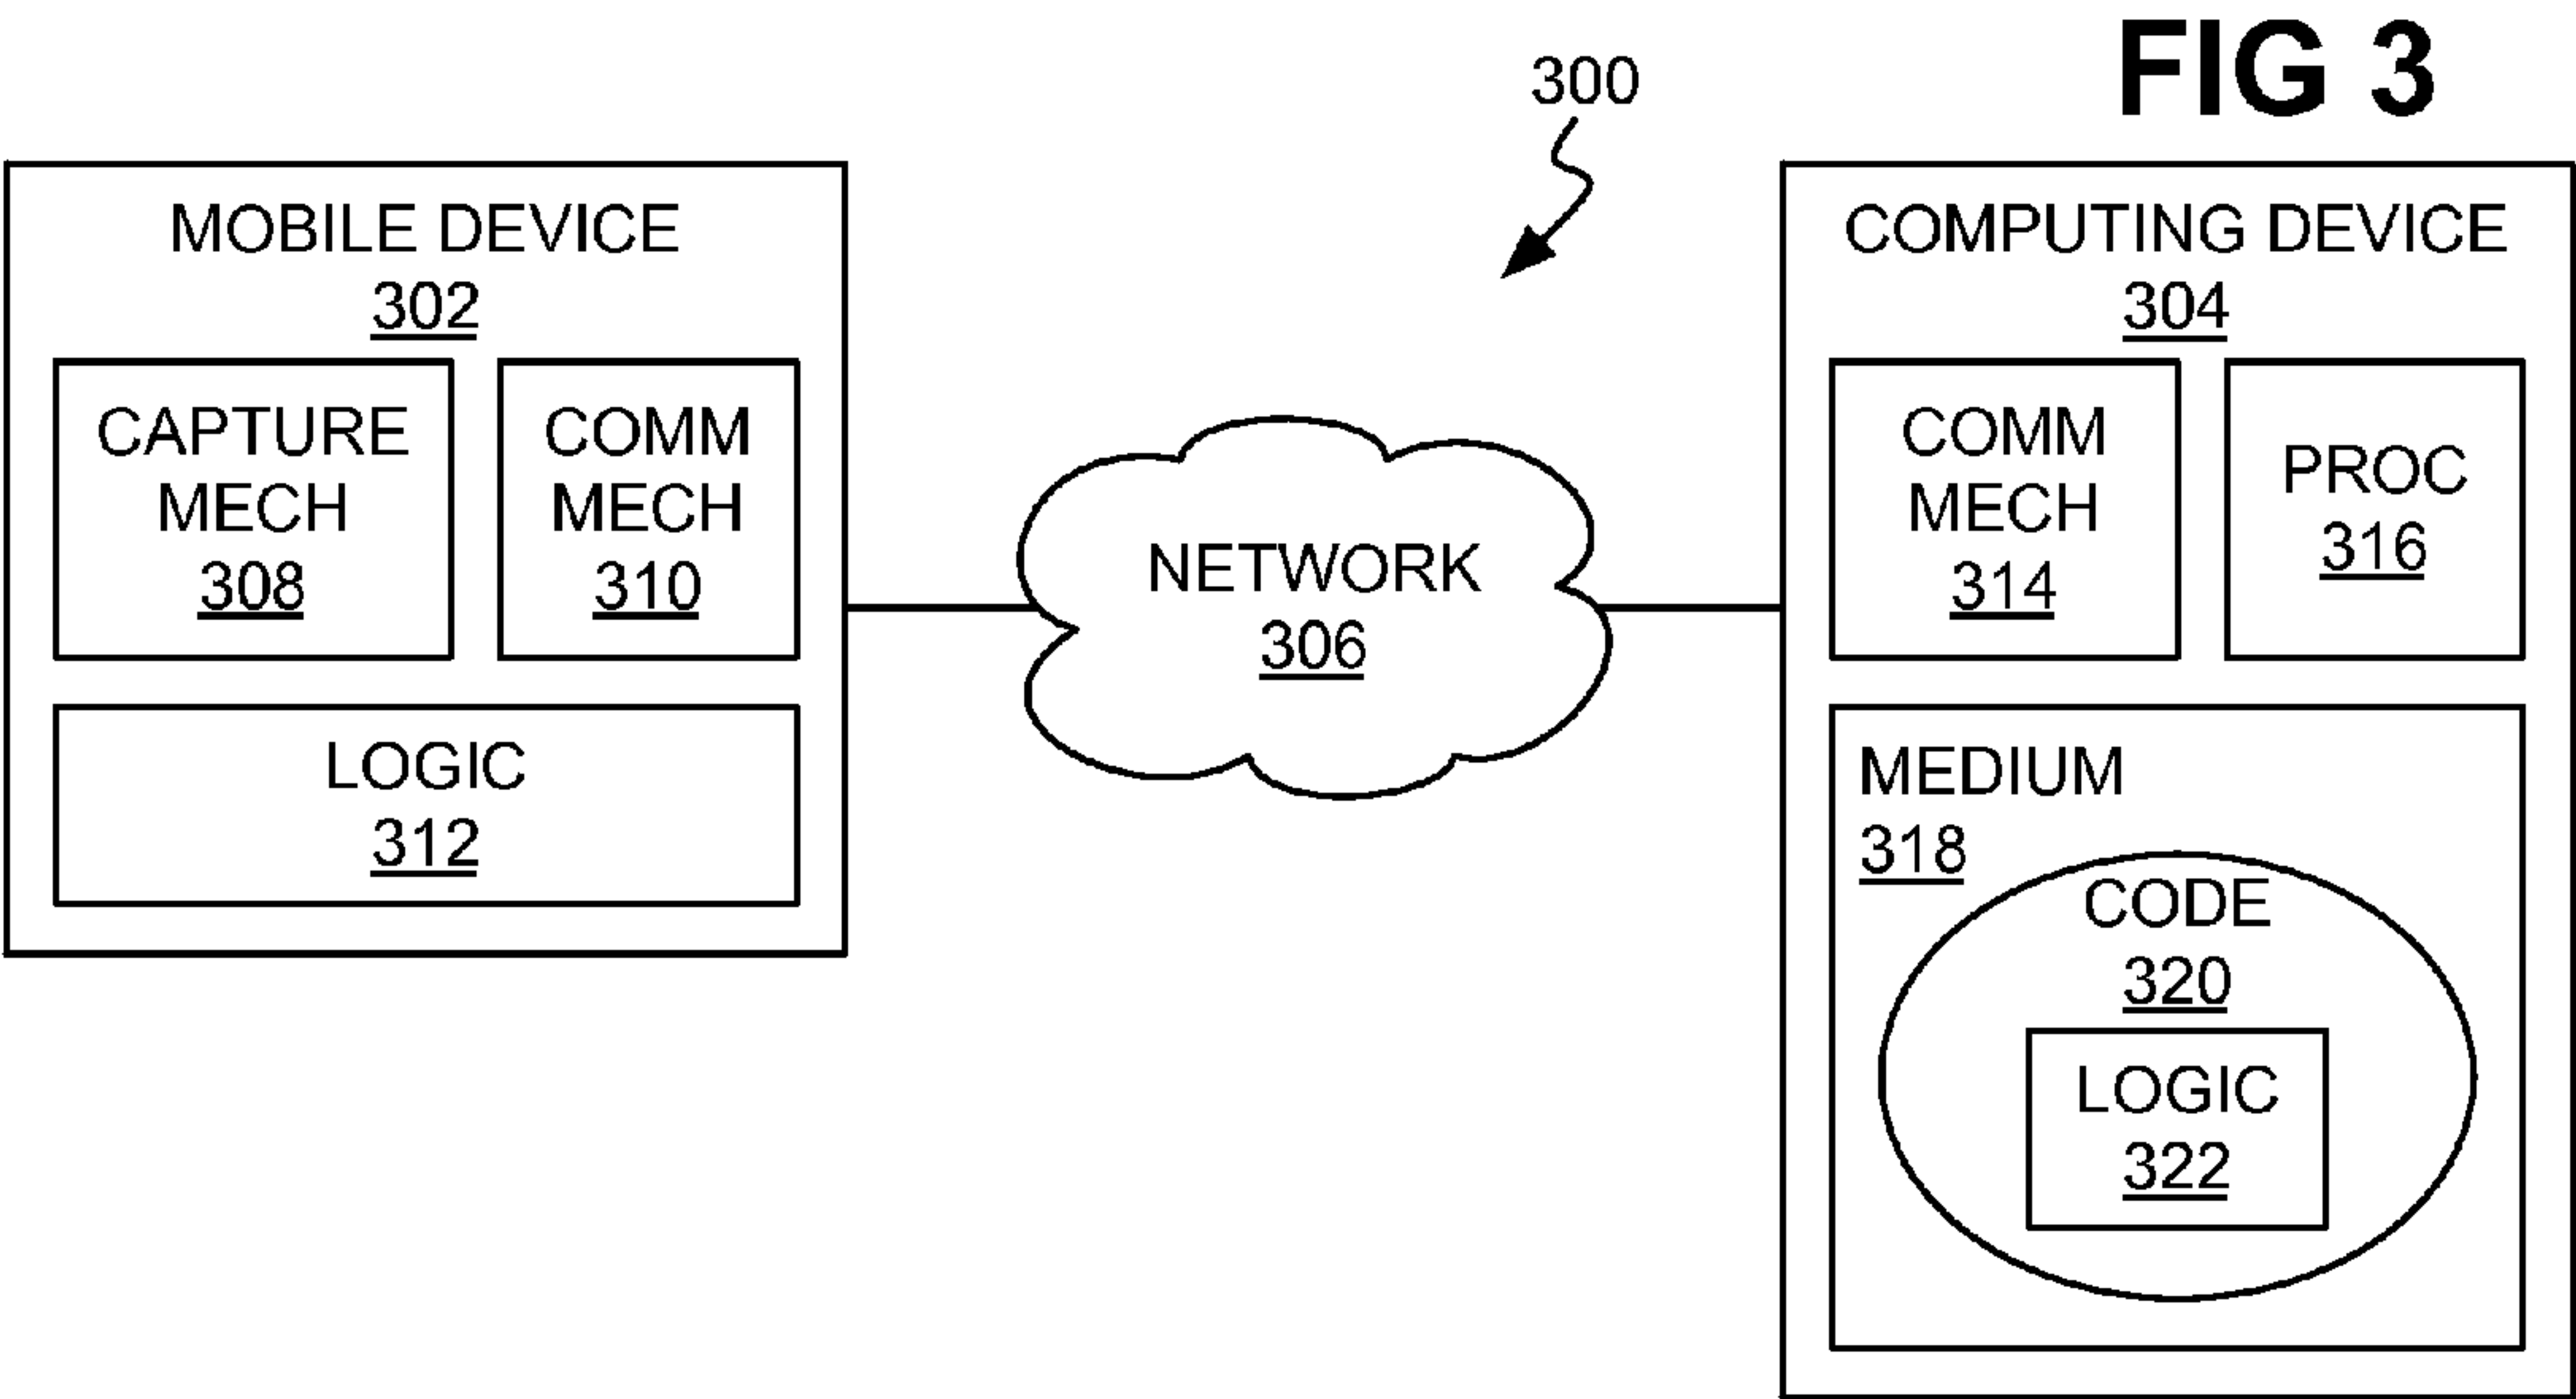 FIG 3
300
MOBILE DEVICE
302
CAPTURE
MECH
308
COMM
MECH
310
LOGIC
312
NETWORK
306
COMPUTING DEVICE
304
COMM
MECH
314
PROC
316
MEDIUM
318
CODE
320
LOGIC
322